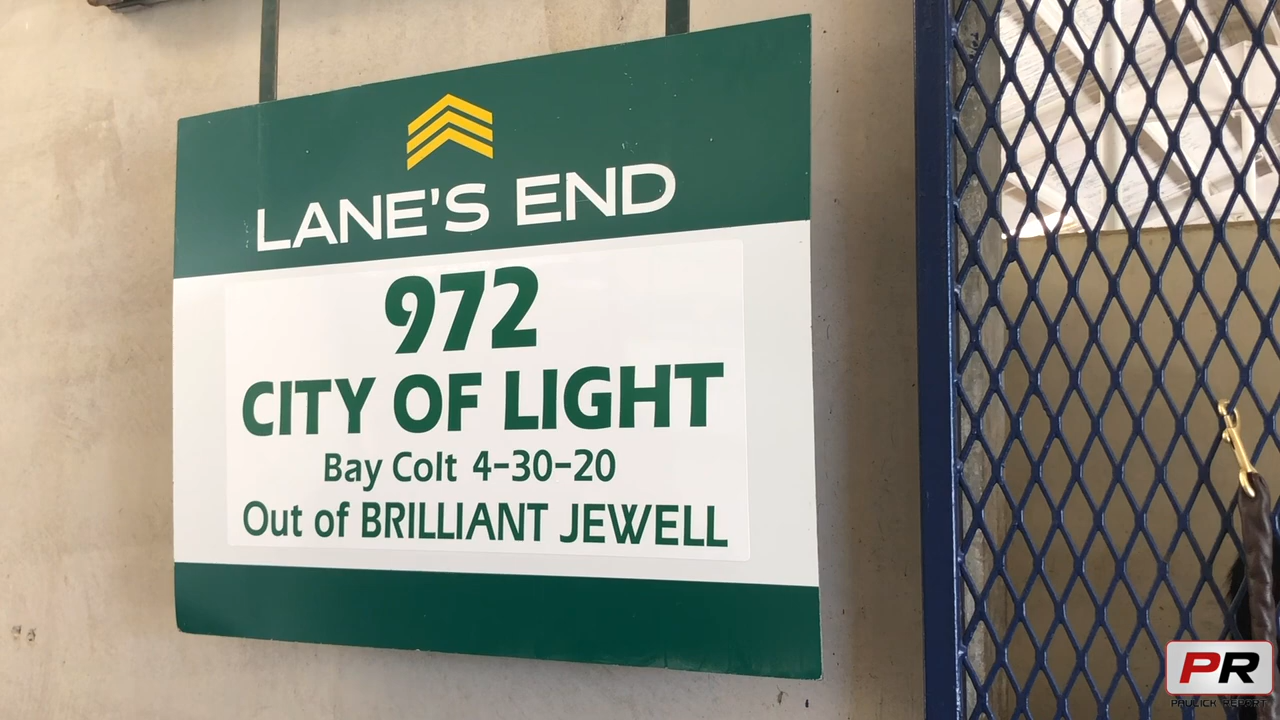 LANE'S END
972
CITY OF LIGHT
Bay Colt 4-30-20
Out of BRILLIANT JEWELL
PR
PAULICK REPORT